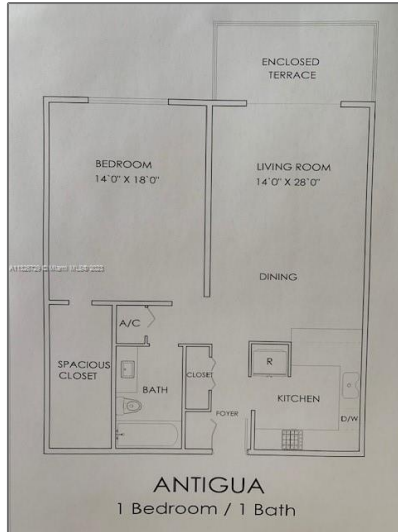 ENCLOSED
TERRACE
BEDROOM
14'0" X 18'0"
LIVING ROOM
14'0" X 28'0"
DINING
A/C
SPACIOUS
CLOSET
BATH
CLOSET
R
KITCHEN
FOYER
D/W
ANTIGUA
1 Bedroom / 1 Bath